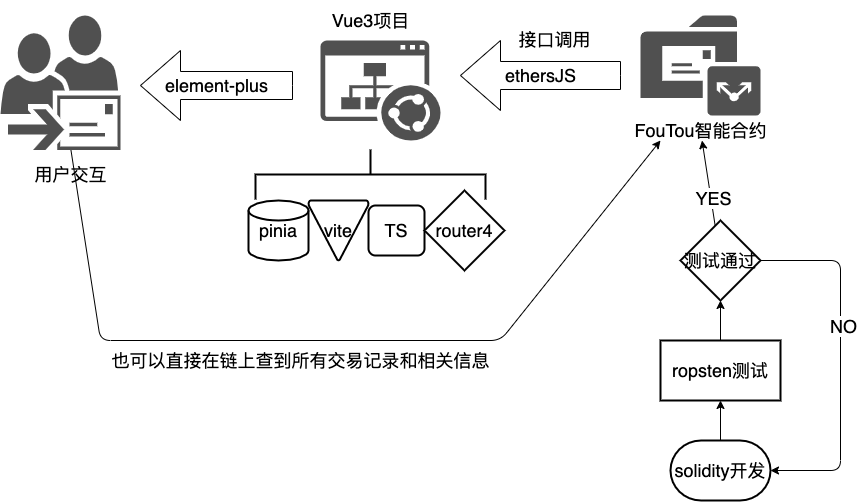 Vue3项目
接口调用
element-plus
ethersJS
FouTou智能合约
用户交互
YES
pinia
vite
TS
router4
测试通过
NO
也可以直接在链上查到所有交易记录和相关信息
ropsten测试
solidity开发